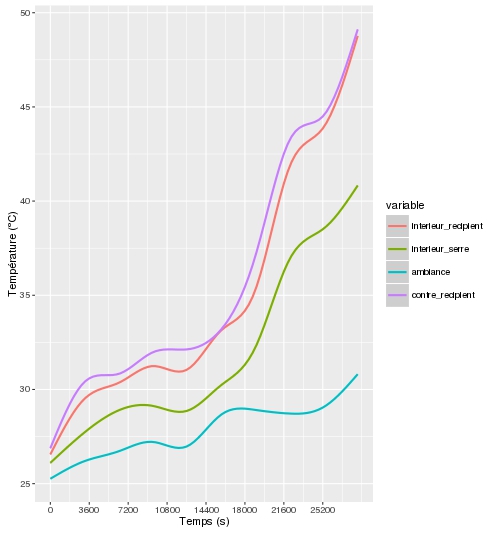 50
45
40
35
30
25
Température (°C)
0 3600 7200 10800 14400 18000 21600 25200
Temps (s)
variable
interieur_recipient
interieur_serre
ambiance
contre_recipient